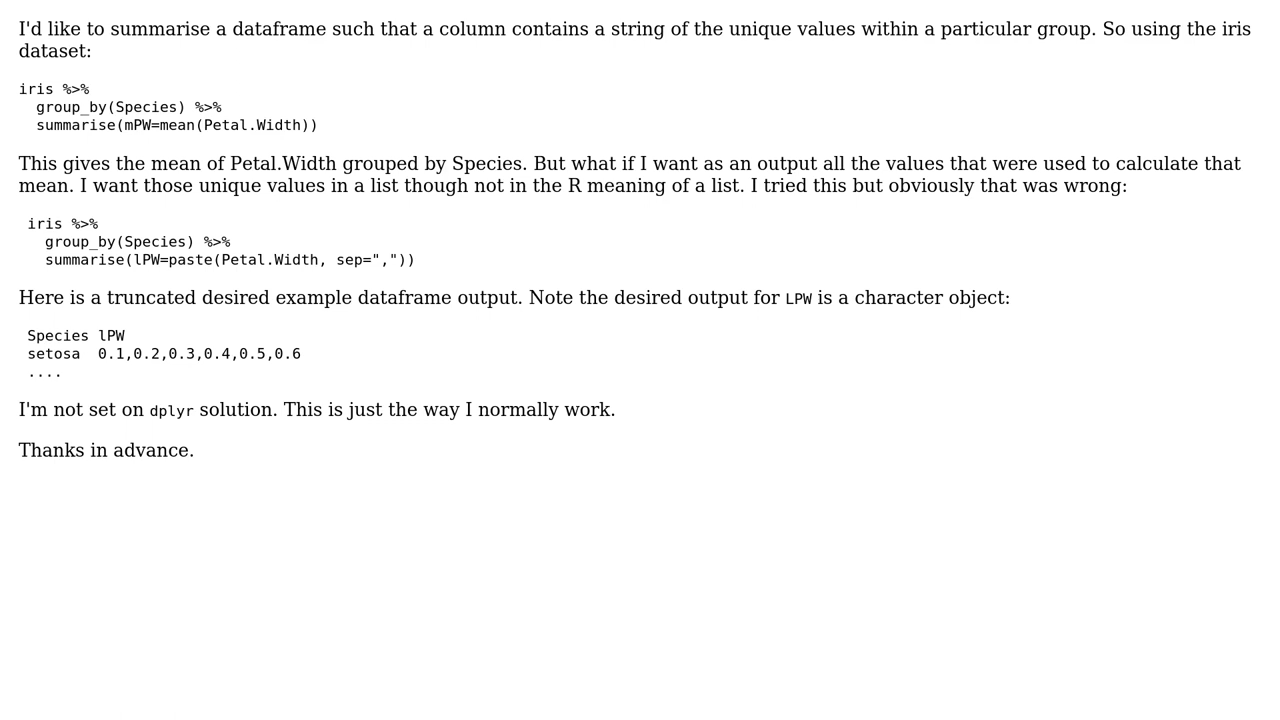 I'd like to summarise a dataframe such that a column contains a string of the unique values within a particular group. So using the iris
dataset:
iris %>%
  group_by(Species) %>%
  summarise(mPW=mean(Petal.Width))
This gives the mean of Petal.Width grouped by Species. But what if I want as an output all the values that were used to calculate that
mean. I want those unique values in a list though not in the R meaning of a list. I tried this but obviously that was wrong:
 iris %>%
   group_by(Species) %>%
   summarise(lPW=paste(Petal.Width, sep=","))
Here is a truncated desired example dataframe output. Note the desired output for LPW is a character object:
 Species lPW
 setosa  0.1,0.2,0.3,0.4,0.5,0.6
 ....
I'm not set on dplyr solution. This is just the way I normally work.
Thanks in advance.